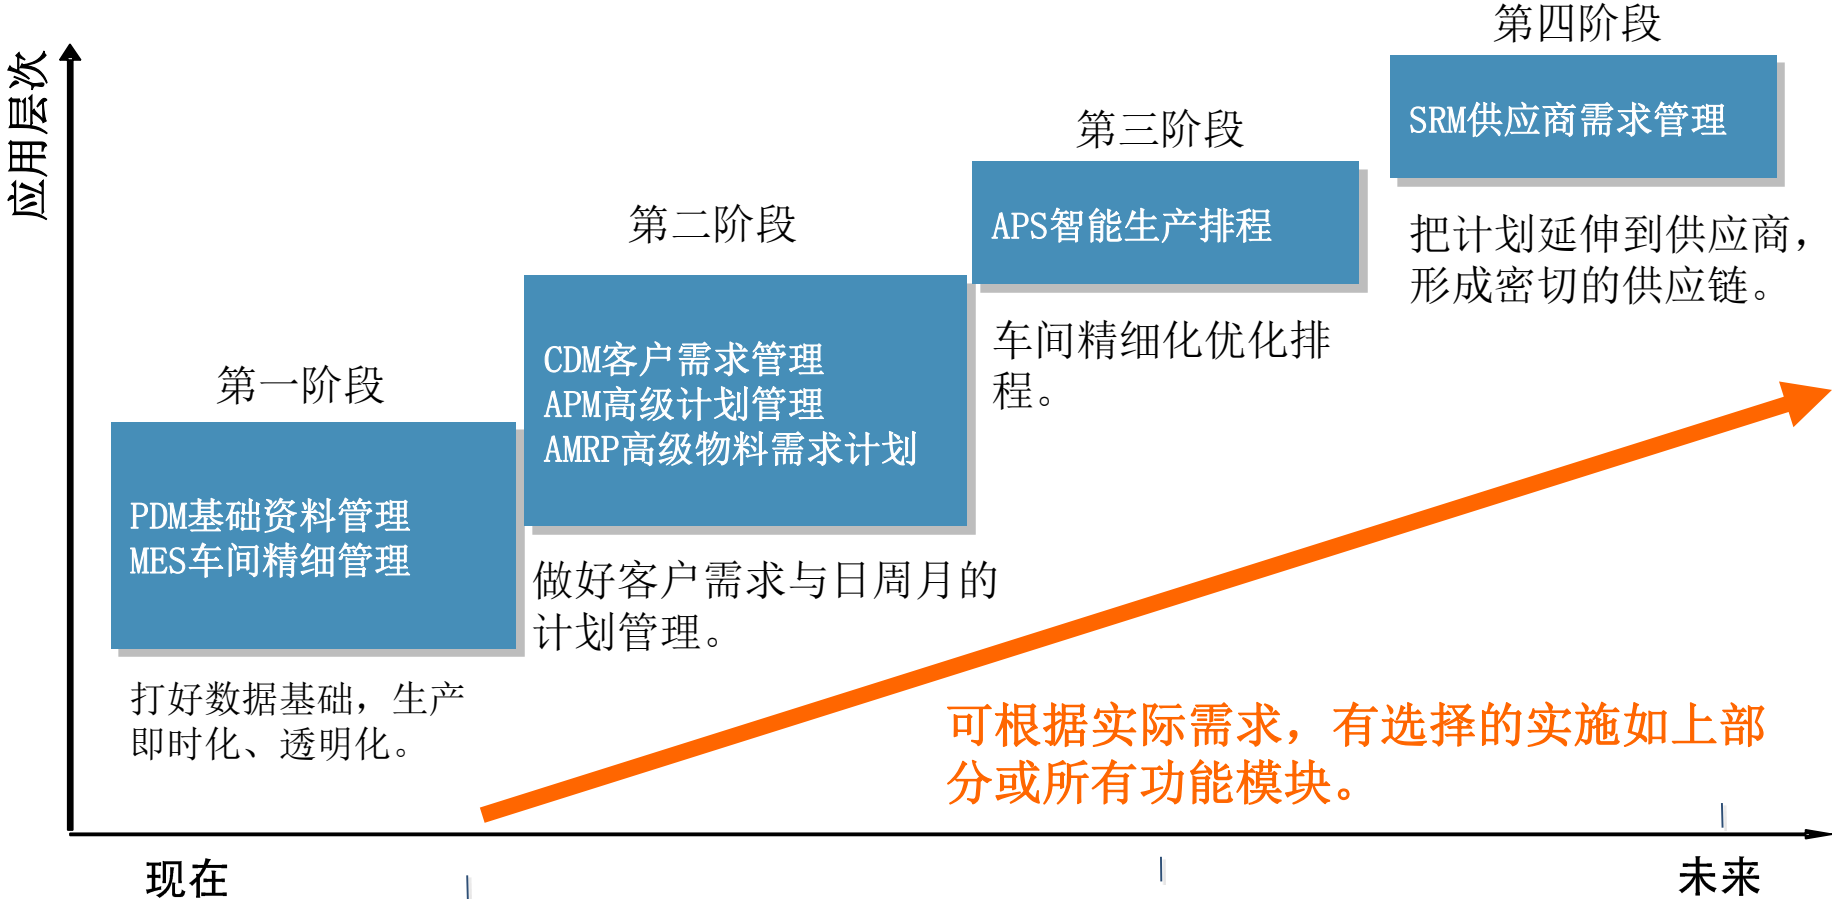 应用层次
第一阶段
PDM基础资料管理
MES车间精细管理
打好数据基础，生产
即时化、透明化。
第二阶段
CDM客户需求管理
APM高级计划管理
AMRP高级物料需求计划
做好客户需求与日周月的
计划管理。
第三阶段
APS智能生产排程
车间精细化优化排
程。
第四阶段
SRM供应商需求管理
把计划延伸到供应商，
形成密切的供应链。
可根据实际需求，有选择的实施如上部
分或所有功能模块。
现在
未来